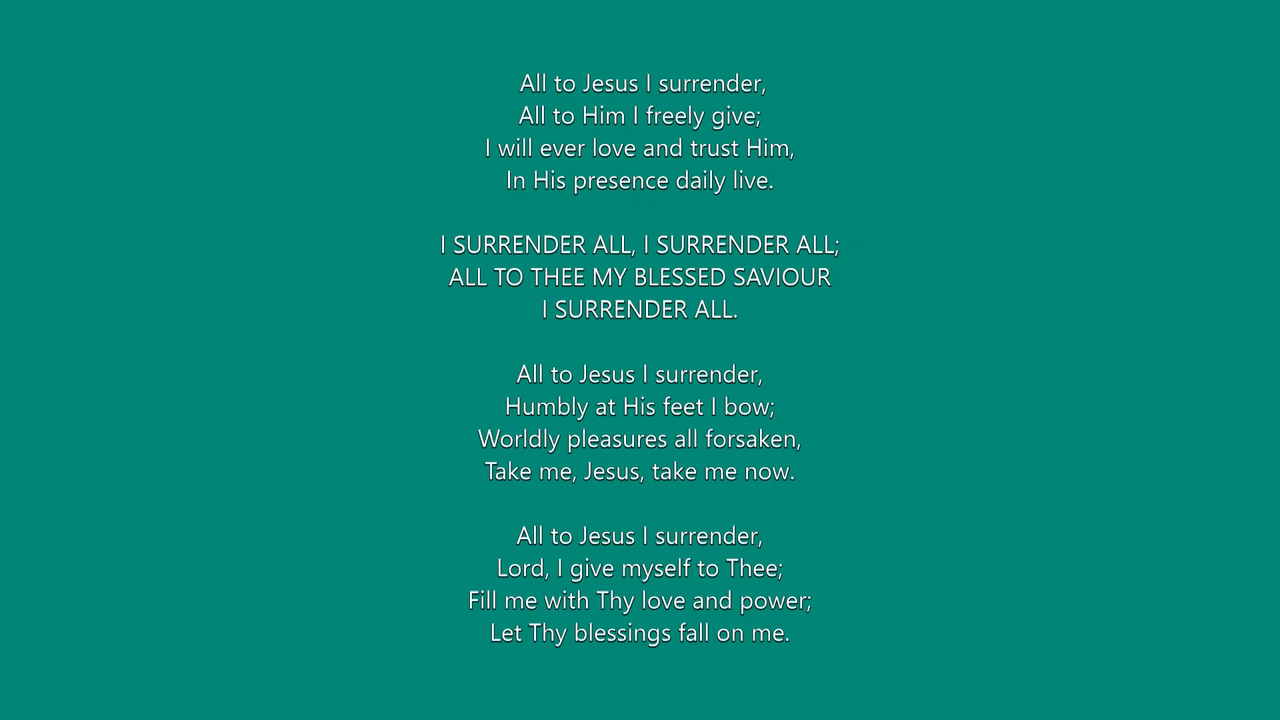 All to Jesus I surrender,
All to Him I freely give;
I will ever love and trust Him,
In His presence daily live.
I SURRENDER ALL, I SURRENDER ALL;
ALL TO THEE MY BLESSED SAVIOUR
I SURRENDER ALL.
All to Jesus I surrender,
Humbly at His feet I bow;
Worldly pleasures all forsaken,
Take me, Jesus, take me now.
All to Jesus I surrender,
Lord, I give myself to Thee;
Fill me with Thy love and power;
Let Thy blessings fall on me.